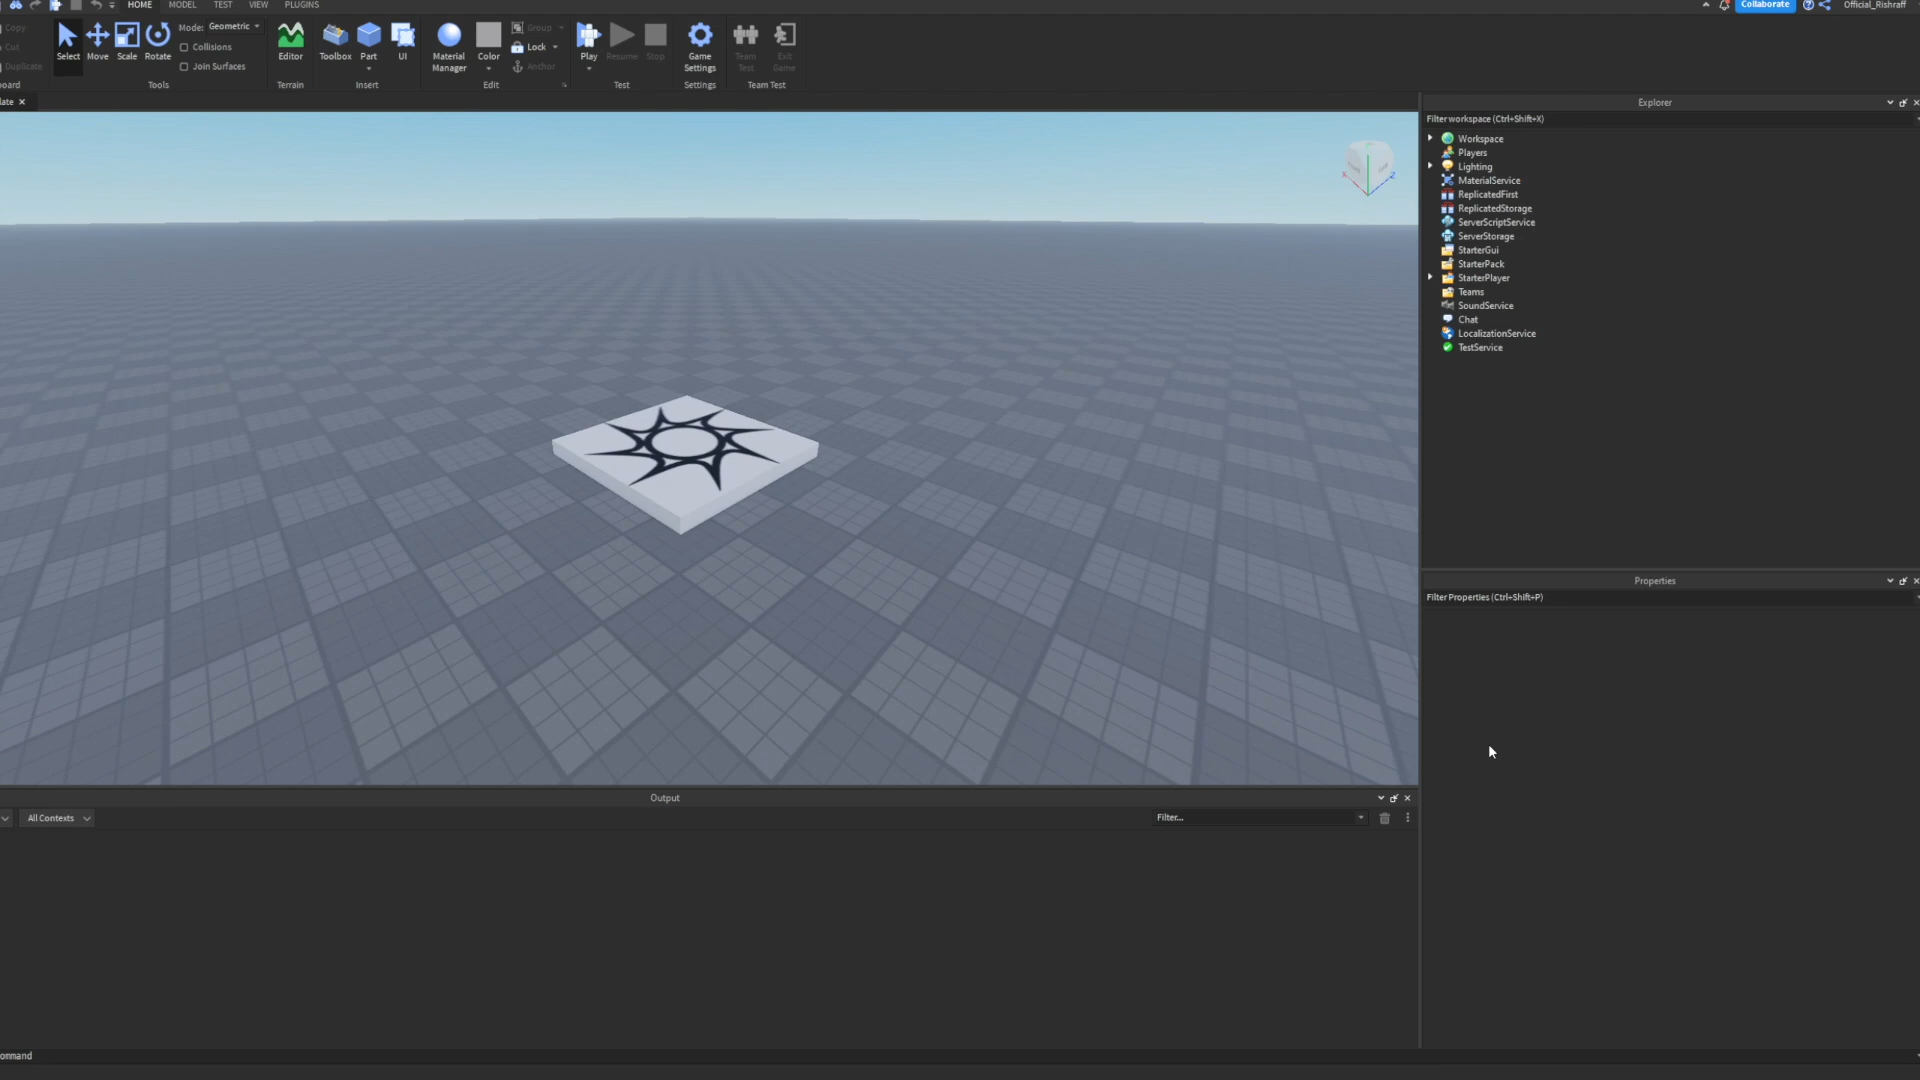 HOME MODEL TEST VIEW PLUGINS Collaborate Official_Rishraff
Copy Mode: Geometric Group
Cut Collisions Lock
Duplicate Join Surfaces Anchor
Select Move Scale Rotate Editor Toolbox Part UI Material Manager Color Play Resume Stop Game Settings Team Test Exit Game
oard Tools Terrain Insert Edit Test Settings Team Test
late
Explorer
Filter workspace (Ctrl+Shift+X)
Workspace
Players
Lighting
MaterialService
ReplicatedFirst
ReplicatedStorage
ServerScriptService
ServerStorage
StarterGui
StarterPack
StarterPlayer
Teams
SoundService
Chat
LocalizationService
TestService
X Z
Properties
Filter Properties (Ctrl+Shift+P)
Output
All Contexts Filter...
ommand